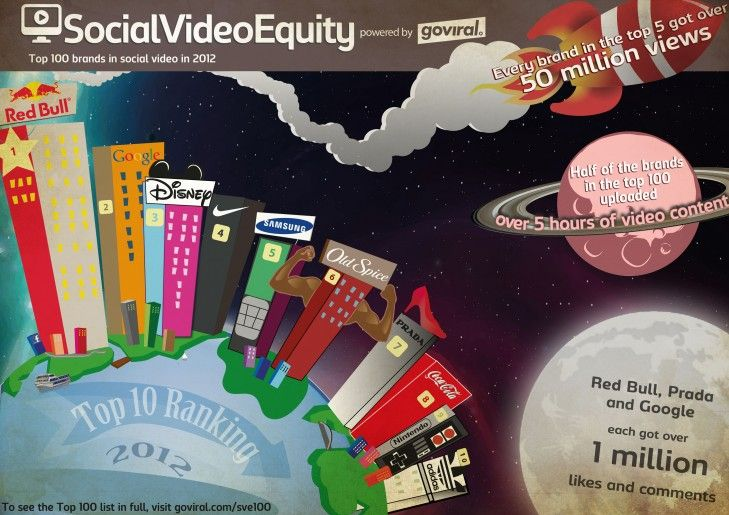 SocialVideoEquity powered by goviral.
Top 100 brands in social video in 2012
Every brand in the top 5 got over
50 million views
Red Bull
1
2
Google
3
Disney
4
5
SAMSUNG
6
Old Spice
7
PRADA
8
Coca-Cola
9
Nintendo
10
adidas
Half of the brands
in the top 100
uploaded
over 5 hours of video content
Red Bull, Prada
and Google
each got over
1 million
likes and comments
f
Top 10 Ranking
2012
To see the Top 100 list in full, visit goviral.com/sve100